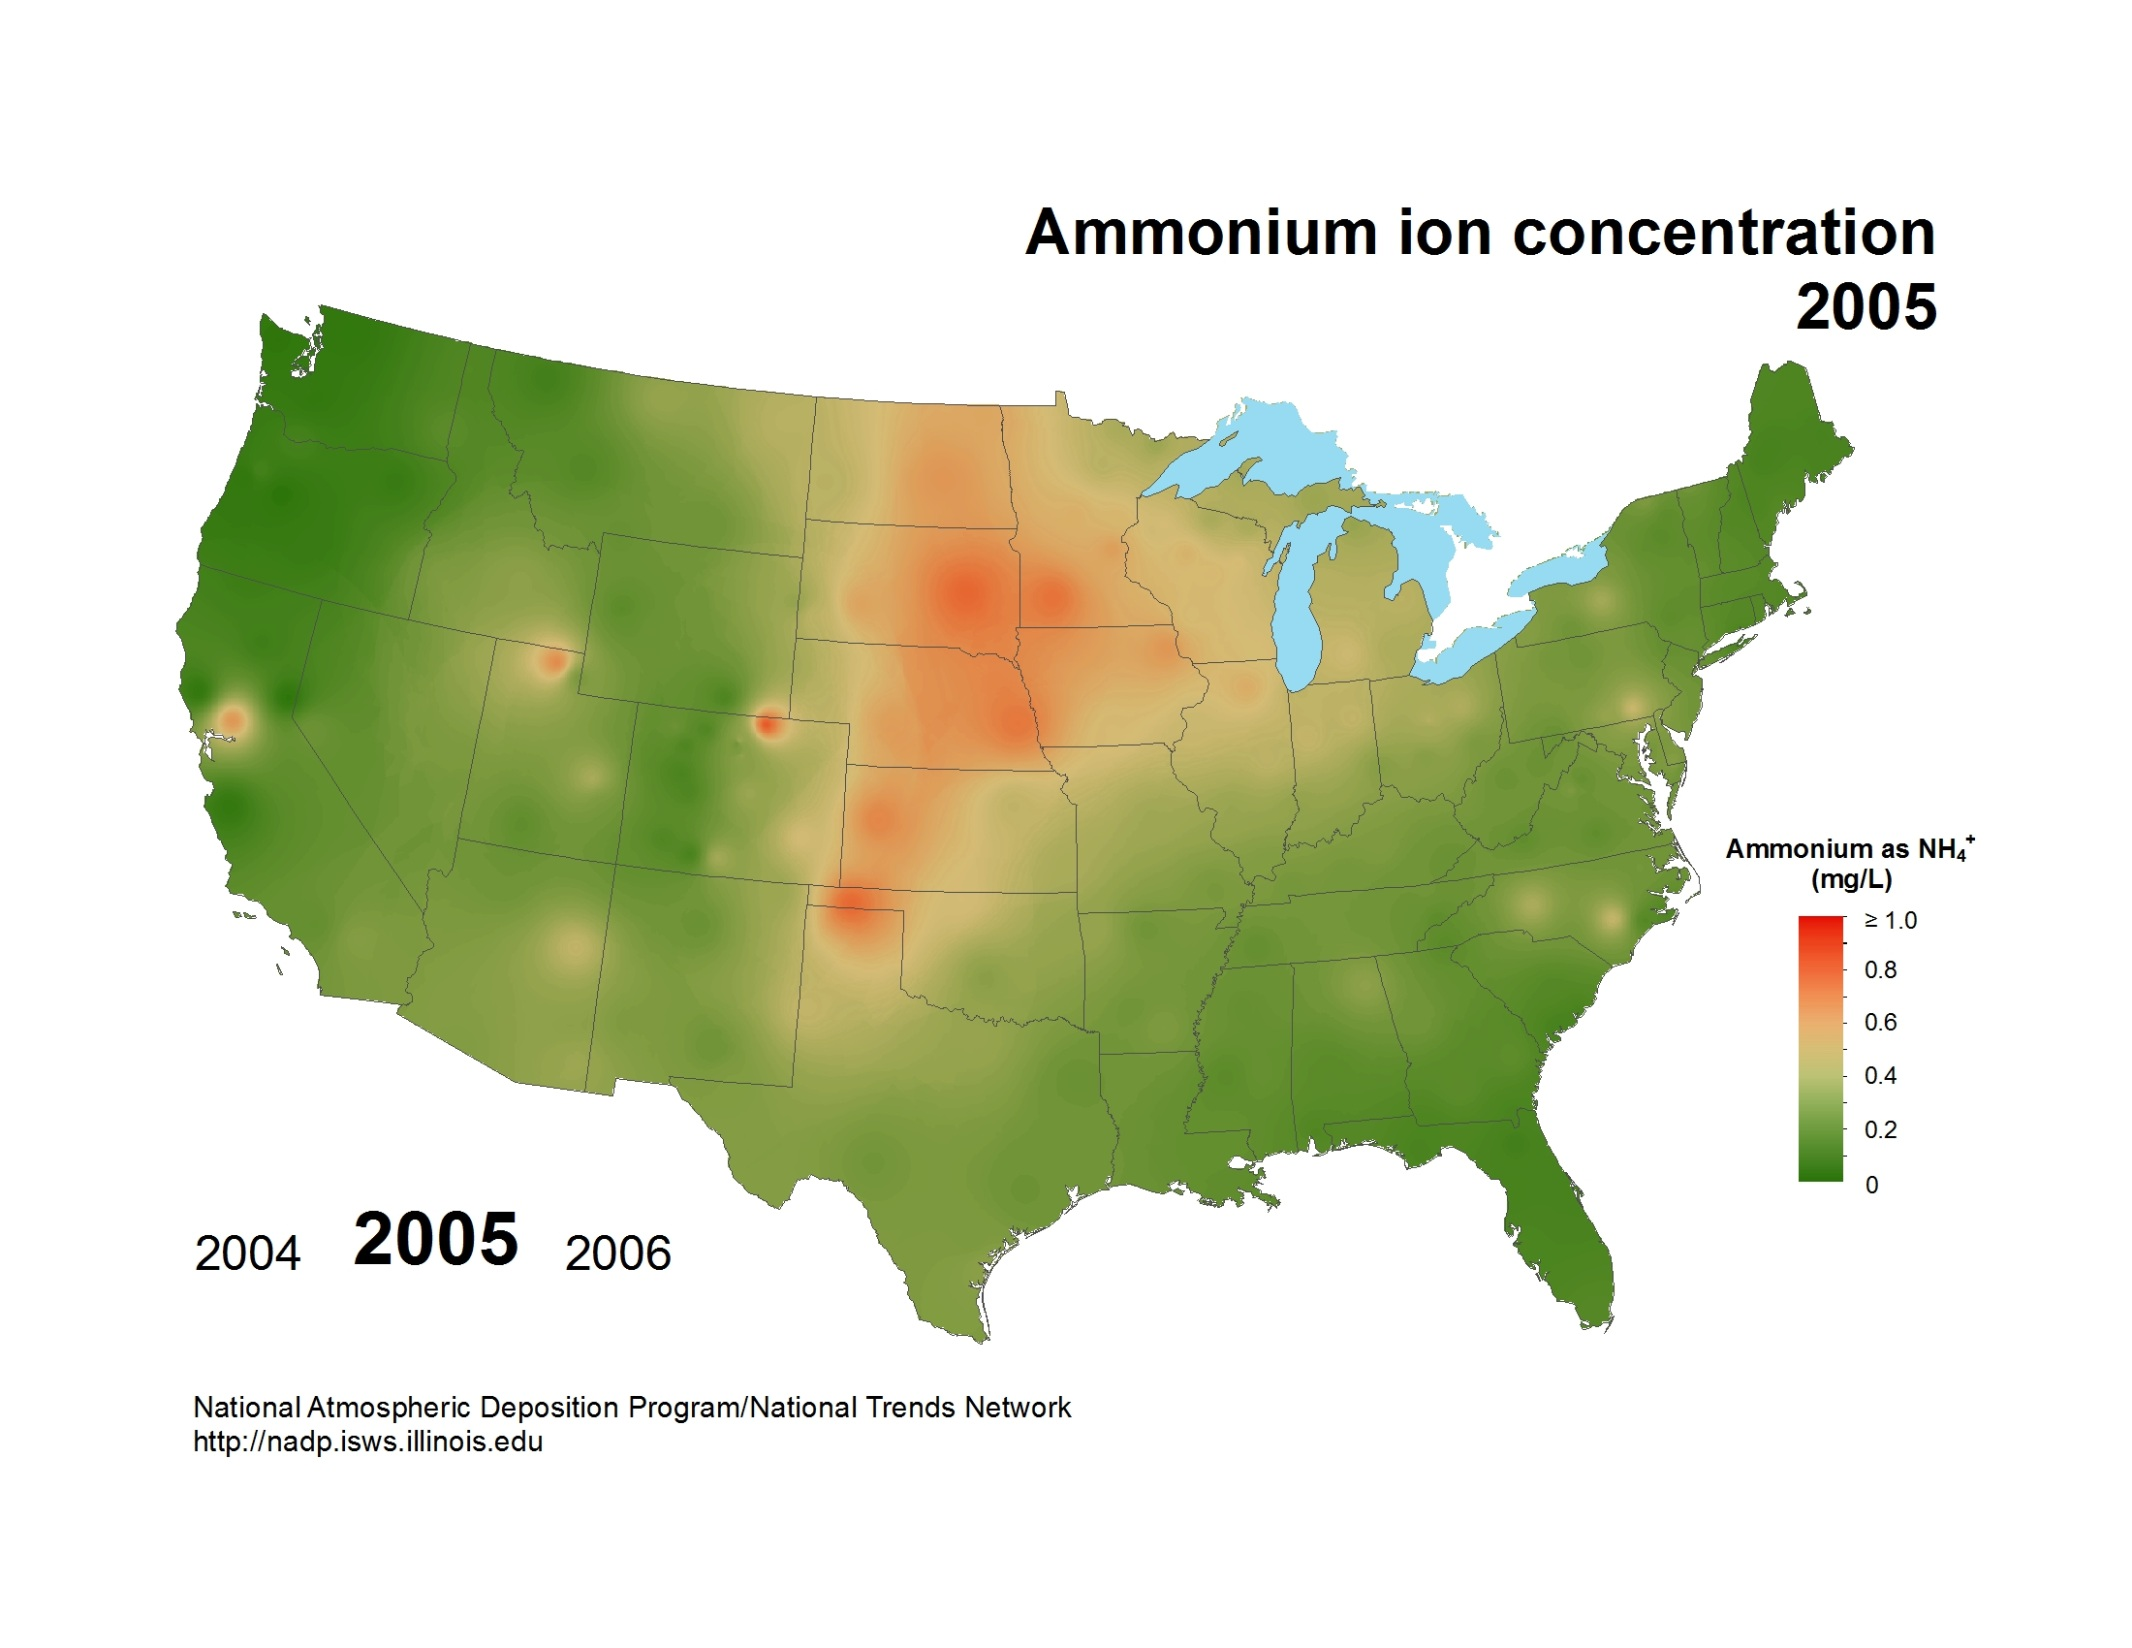 Ammonium ion concentration
2005
Ammonium as NH₄⁺
(mg/L)
≥ 1.0
0.8
0.6
0.4
0.2
0
2004 2005 2006
National Atmospheric Deposition Program/National Trends Network
http://nadp.isws.illinois.edu